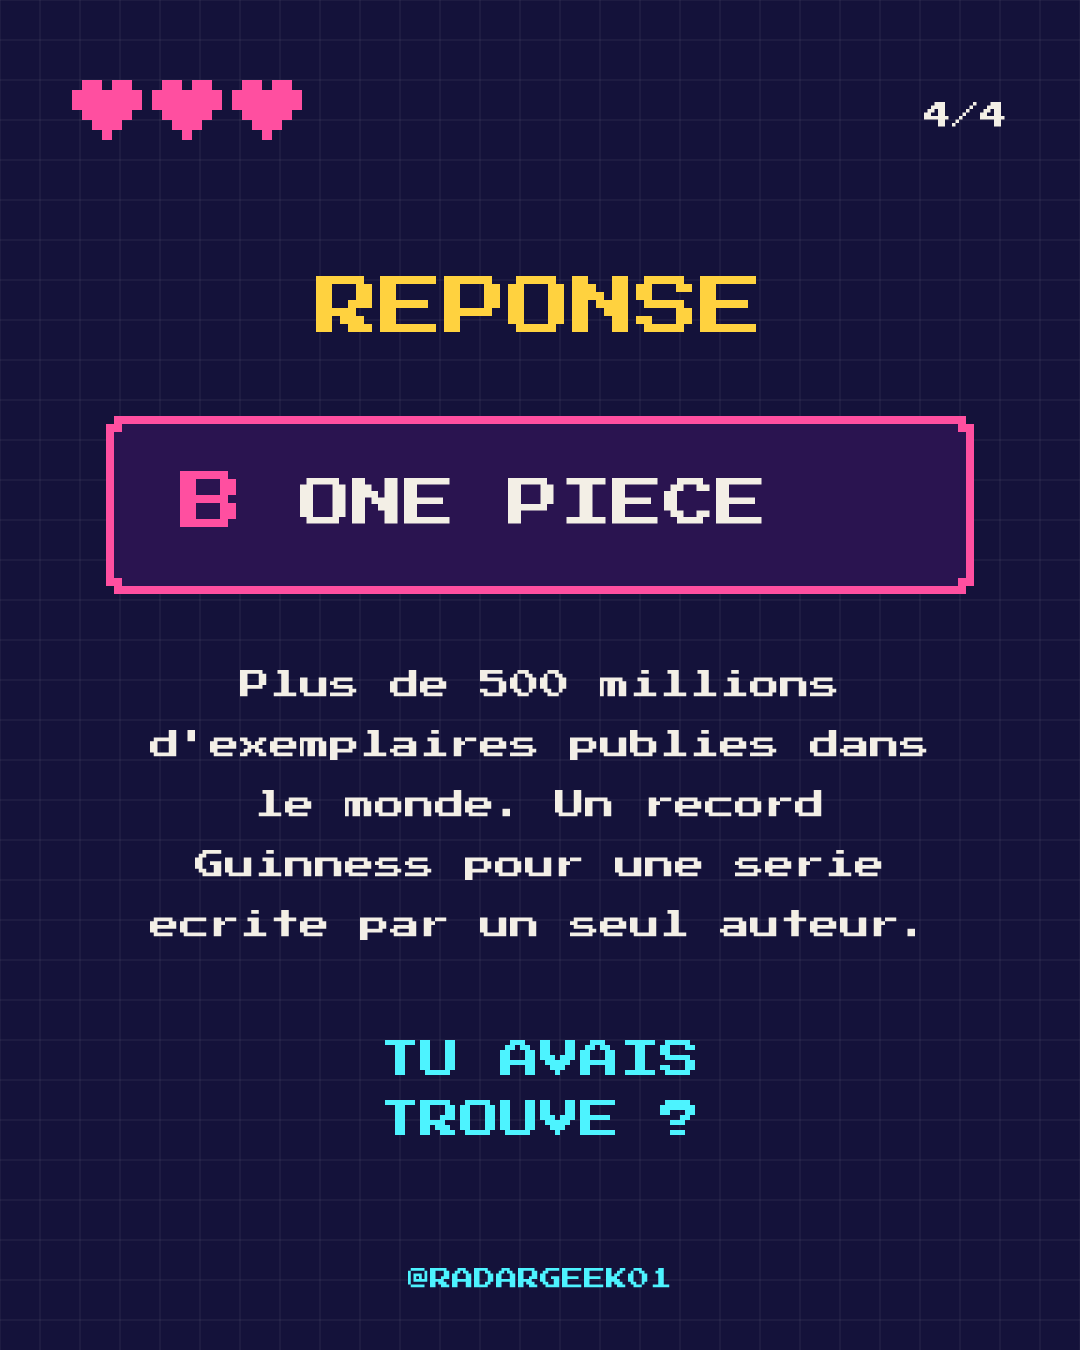 4/4
REPONSE
B ONE PIECE
Plus de 500 millions
d'exemplaires publies dans
le monde. Un record
Guinness pour une serie
ecrite par un seul auteur.
TU AVAIS
TROUVE ?
@RADARGEEK01